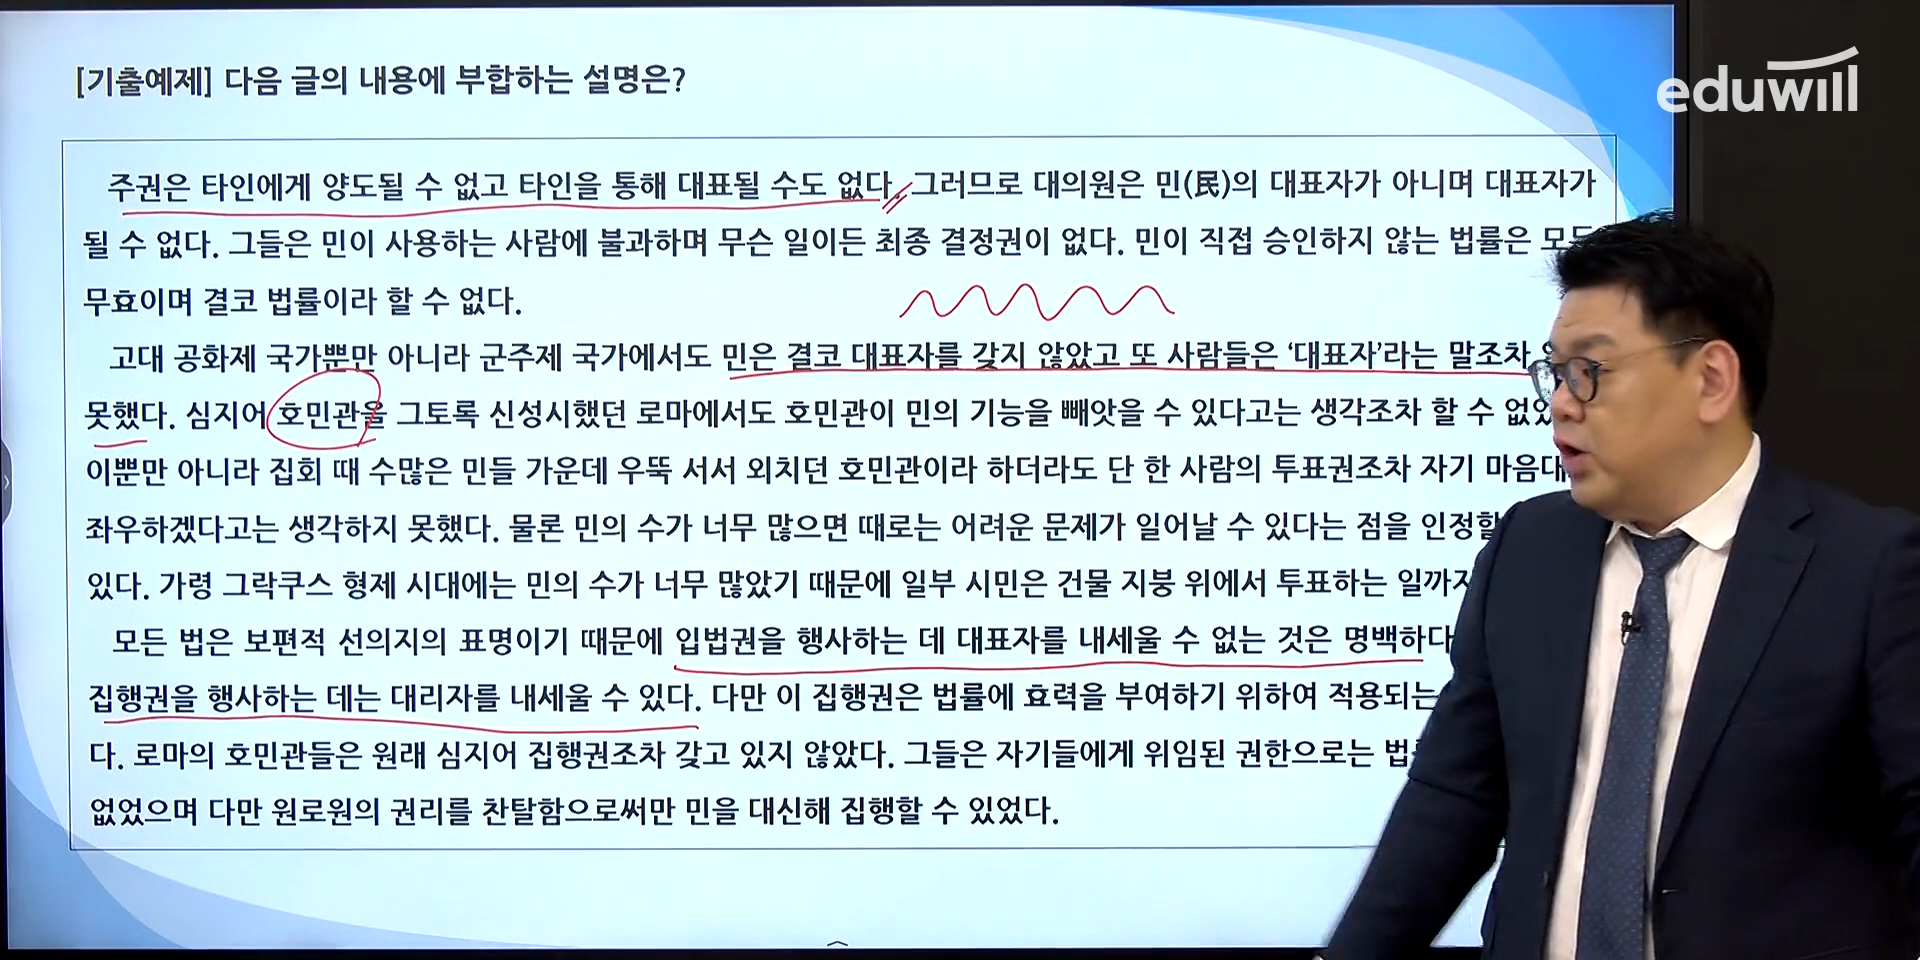 [기출예제] 다음 글의 내용에 부합하는 설명은?
eduwill
주권은 타인에게 양도될 수 없고 타인을 통해 대표될 수도 없다. 그러므로 대의원은 민(民)의 대표자가 아니며 대표자가
될 수 없다. 그들은 민이 사용하는 사람에 불과하며 무슨 일이든 최종 결정권이 없다. 민이 직접 승인하지 않는 법률은
무효이며 결코 법률이라 할 수 없다.
고대 공화제 국가뿐만 아니라 군주제 국가에서도 민은 결코 대표자를 갖지 않았고 또 사람들은 ‘대표자’라는 말조차
못했다. 심지어 호민관을 그토록 신성시했던 로마에서도 호민관이 민의 기능을 빼앗을 수 있다고는 생각조차 할 수
이뿐만 아니라 집회 때 수많은 민들 가운데 우뚝 서서 외치던 호민관이라 하더라도 단 한 사람의 투표권조차 자기
좌우하겠다고는 생각하지 못했다. 물론 민의 수가 너무 많으면 때로는 어려운 문제가 일어날 수 있다는 점을
있다. 가령 그락쿠스 형제 시대에는 민의 수가 너무 많았기 때문에 일부 시민은 건물 지붕 위에서 투표하는
모든 법은 보편적 선의지의 표명이기 때문에 입법권을 행사하는 데 대표자를 내세울 수 없는 것은 명백하다
집행권을 행사하는 데는 대리자를 내세울 수 있다. 다만 이 집행권은 법률에 효력을 부여하기 위하여 적용되는
다. 로마의 호민관들은 원래 심지어 집행권조차 갖고 있지 않았다. 그들은 자기들에게 위임된 권한으로는
없었으며 다만 원로원의 권리를 찬탈함으로써만 민을 대신해 집행할 수 있었다.